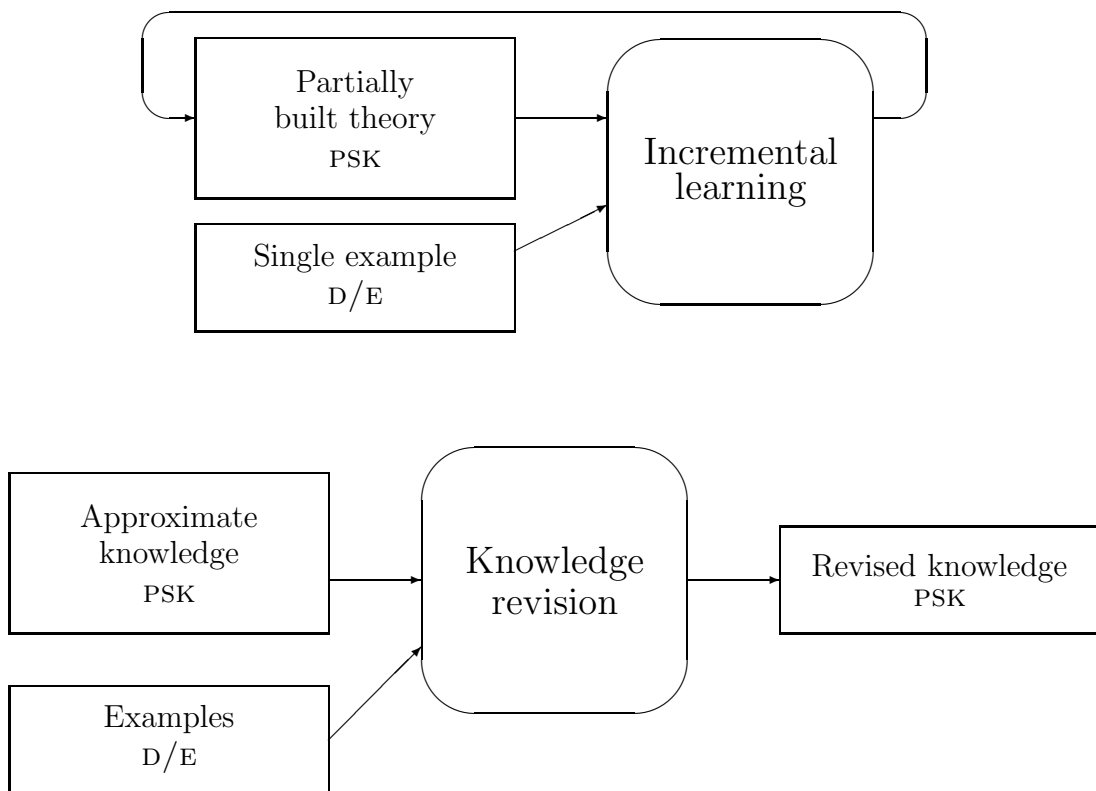 Partially
built theory
PSK
Incremental
learning
Single example
D/E
Approximate
knowledge
PSK
Knowledge
revision
Revised knowledge
PSK
Examples
D/E